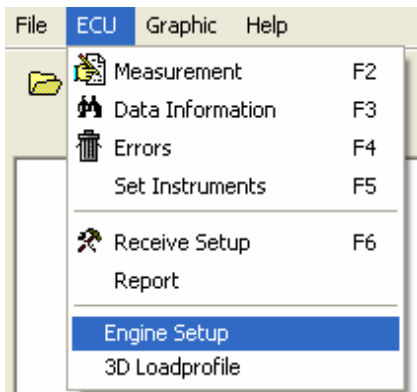 File ECU Graphic Help
Measurement F2
Data Information F3
Errors F4
Set Instruments F5
Receive Setup F6
Report
Engine Setup
3D Loadprofile